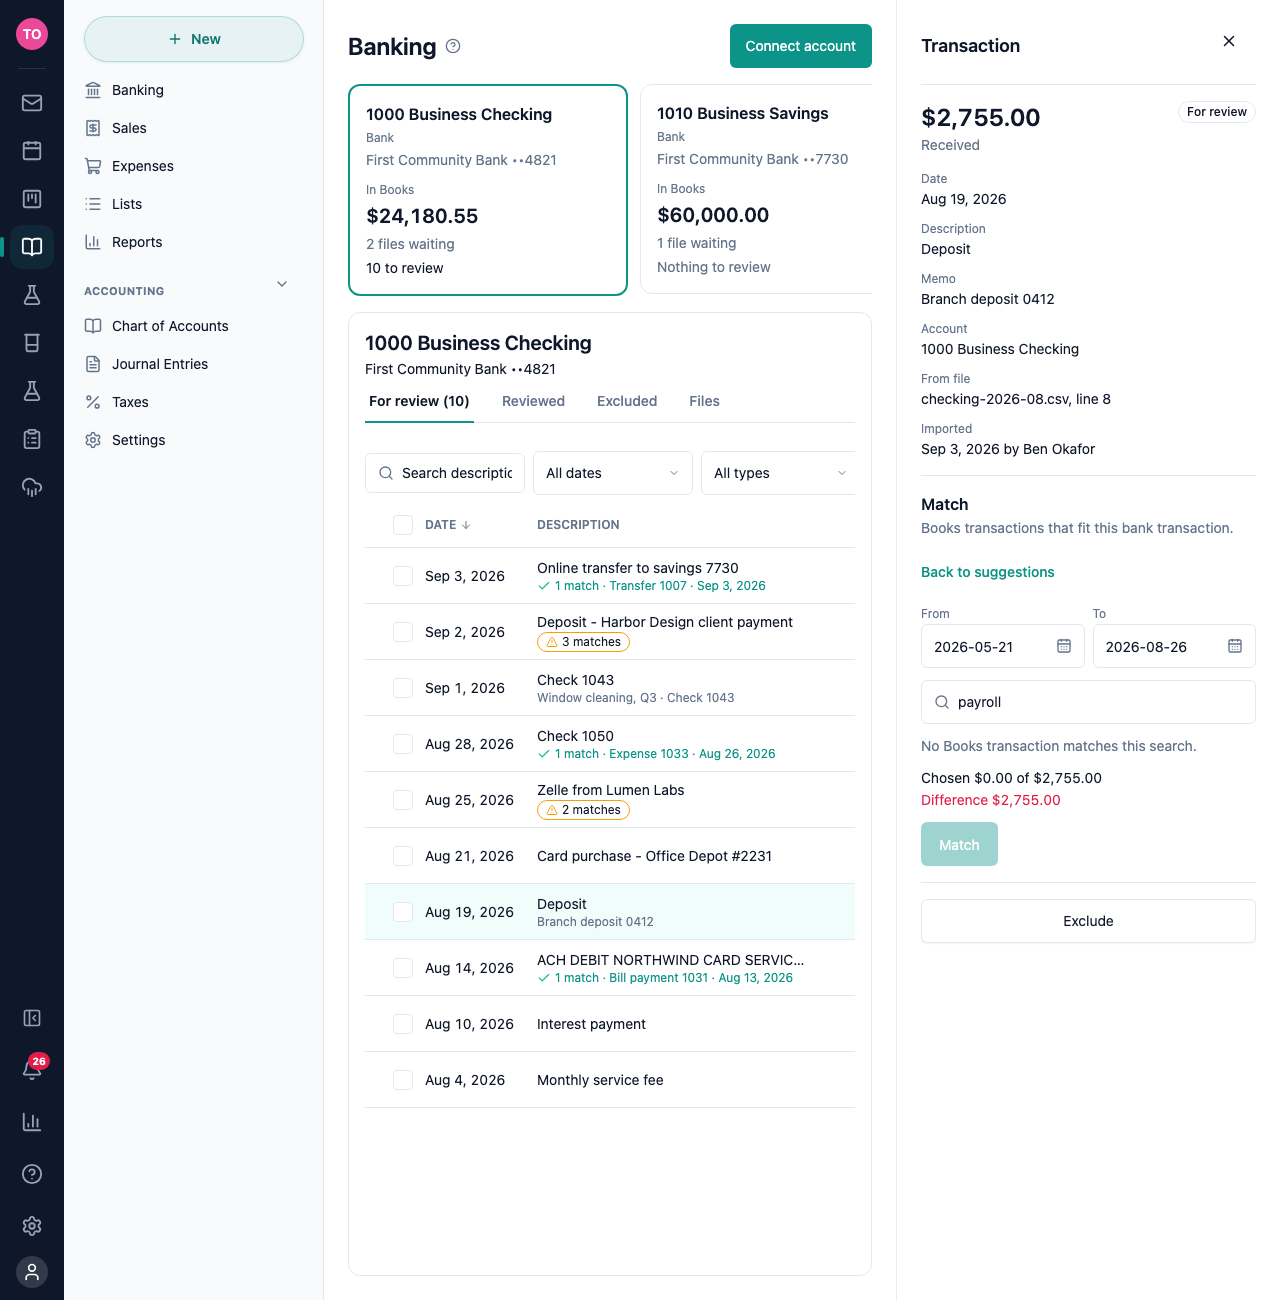 TO
New
Banking
Sales
Expenses
Lists
Reports
ACCOUNTING
Chart of Accounts
Journal Entries
Taxes
Settings
26
Banking
Connect account
1000 Business Checking
Bank
First Community Bank ••4821
In Books
$24,180.55
2 files waiting
10 to review
1010 Business Savings
Bank
First Community Bank ••7730
In Books
$60,000.00
1 file waiting
Nothing to review
1000 Business Checking
First Community Bank ••4821
For review (10) Reviewed Excluded Files
Search descriptic All dates All types
DATE DESCRIPTION
Sep 3, 2026 Online transfer to savings 7730
1 match · Transfer 1007 · Sep 3, 2026
Sep 2, 2026 Deposit - Harbor Design client payment
3 matches
Sep 1, 2026 Check 1043
Window cleaning, Q3 · Check 1043
Aug 28, 2026 Check 1050
1 match · Expense 1033 · Aug 26, 2026
Aug 25, 2026 Zelle from Lumen Labs
2 matches
Aug 21, 2026 Card purchase - Office Depot #2231
Aug 19, 2026 Deposit
Branch deposit 0412
Aug 14, 2026 ACH DEBIT NORTHWIND CARD SERVIC...
1 match · Bill payment 1031 · Aug 13, 2026
Aug 10, 2026 Interest payment
Aug 4, 2026 Monthly service fee
Transaction
$2,755.00 For review
Received
Date
Aug 19, 2026
Description
Deposit
Memo
Branch deposit 0412
Account
1000 Business Checking
From file
checking-2026-08.csv, line 8
Imported
Sep 3, 2026 by Ben Okafor
Match
Books transactions that fit this bank transaction.
Back to suggestions
From To
2026-05-21 2026-08-26
payroll
No Books transaction matches this search.
Chosen $0.00 of $2,755.00
Difference $2,755.00
Match
Exclude